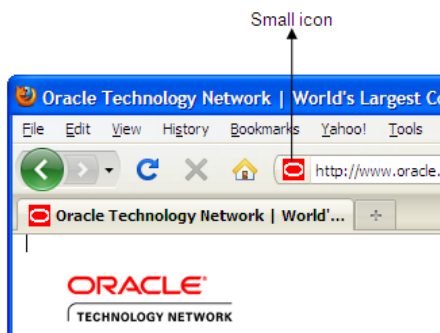 Small icon
Oracle Technology Network | World's Largest Co
File Edit View History Bookmarks Yahoo! Tools
http://www.oracle.
Oracle Technology Network | World'...
ORACLE
TECHNOLOGY NETWORK